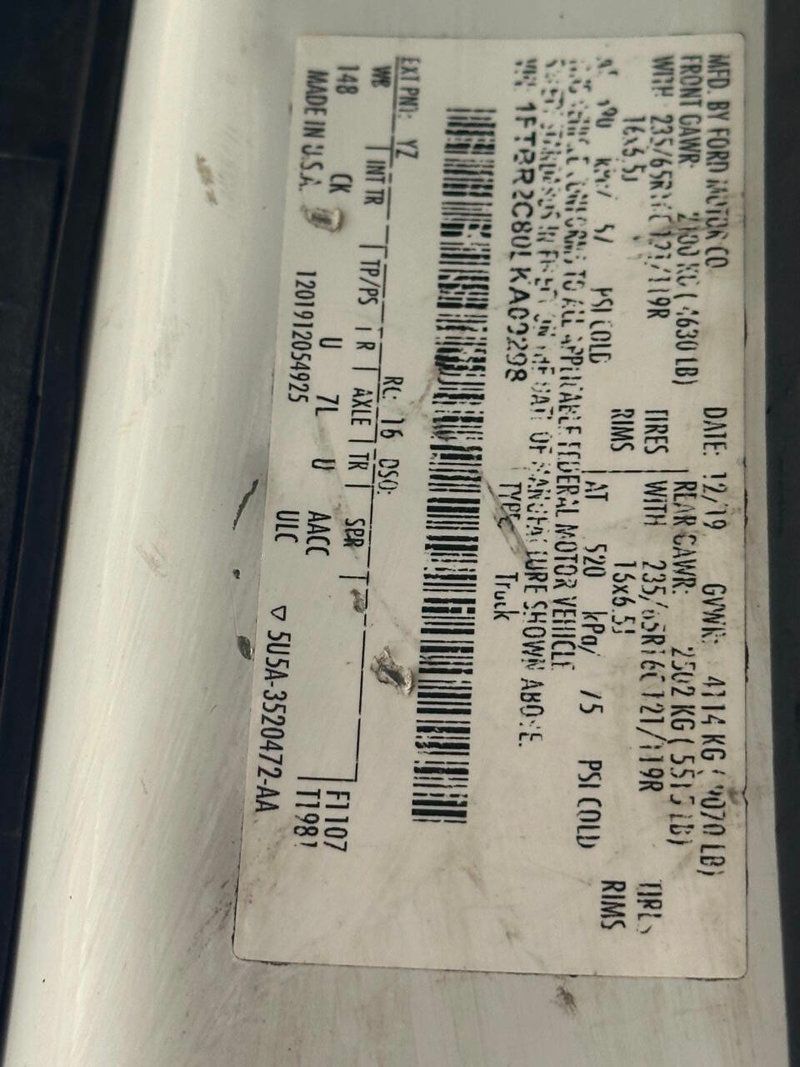 MFD. BY FORD MOTOR CO.
DATE: 12/19 GVWR: 4114 KG ( 9070 LB)
FRONT GAWR: 2100 KG ( 4630 LB)
REAR GAWR: 2502 KG ( 5515 LB)
WITH 235/65R16C 121/119R TIRES
WITH 235/65R16C 121/119R TIRES
16x6.5J RIMS
16x6.5J RIMS
kPa/ PSI COLD
AT 520 kPa/ 75 PSI COLD
CONFORMS TO ALL APPLICABLE FEDERAL MOTOR VEHICLE
IN EFFECT ON THE DATE OF MANUFACTURE SHOWN ABOVE.
VIN: TYPE: Truck
EXT PNT: YZ RC: 16 DSO:
WB INT TR TP/PS R AXLE TR SPR
148 CK U 7L U AACC F1107
MADE IN U.S.A. ULC
1201912054925
▽ 5U5A-3520472-AA